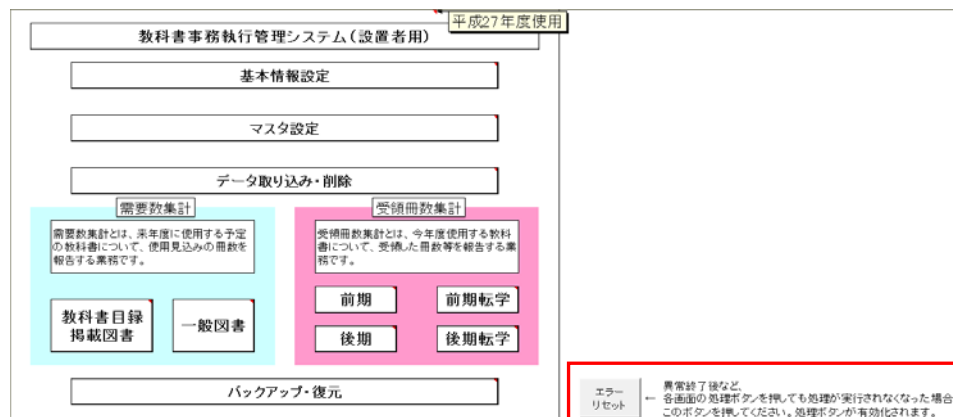 平成27年度使用
教科書事務執行管理システム（設置者用）
基本情報設定
マスタ設定
データ取り込み・削除
需要数集計
需要数集計とは、来年度に使用する予定
の教科書について、使用見込みの冊数を
報告する業務です。
教科書目録
掲載図書
一般図書
受領冊数集計
受領冊数集計とは、今年度使用する教科
書について、受領した冊数等を報告する業
務です。
前期
前期転学
後期
後期転学
バックアップ・復元
エラー
リセット
← 異常終了後など、
各画面の処理ボタンを押しても処理が実行されなくなった場合
このボタンを押してください。処理ボタンが有効化されます。